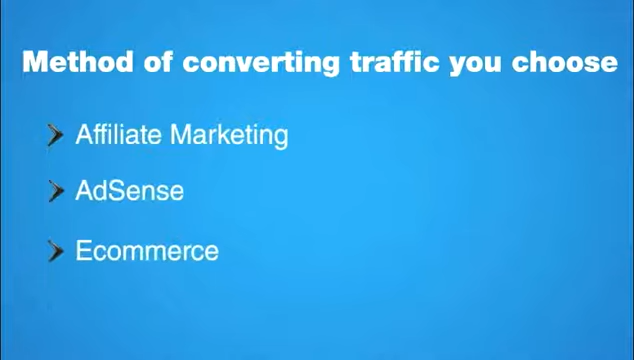 Method of converting traffic you choose
Affiliate Marketing
AdSense
Ecommerce